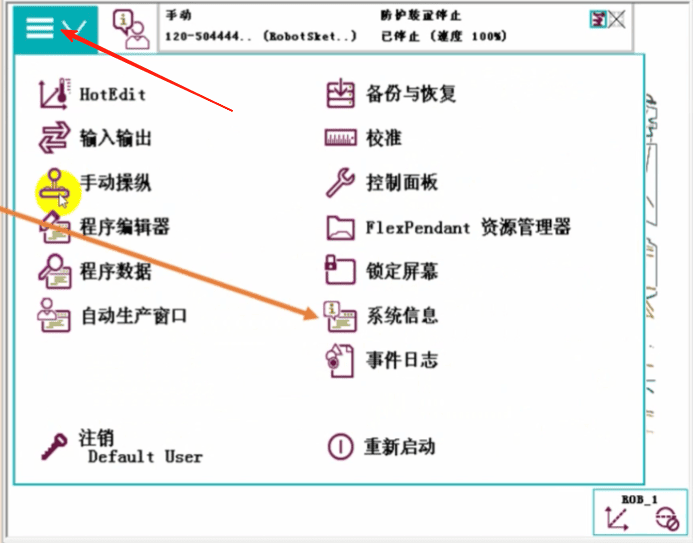 手动
120-504444.. (RobotSket..)
防护装置停止
已停止 (速度 100%)
HotEdit
输入输出
手动操纵
程序编辑器
程序数据
自动生产窗口
注销
Default User
备份与恢复
校准
控制面板
FlexPendant 资源管理器
锁定屏幕
系统信息
事件日志
重新启动
ROB_1